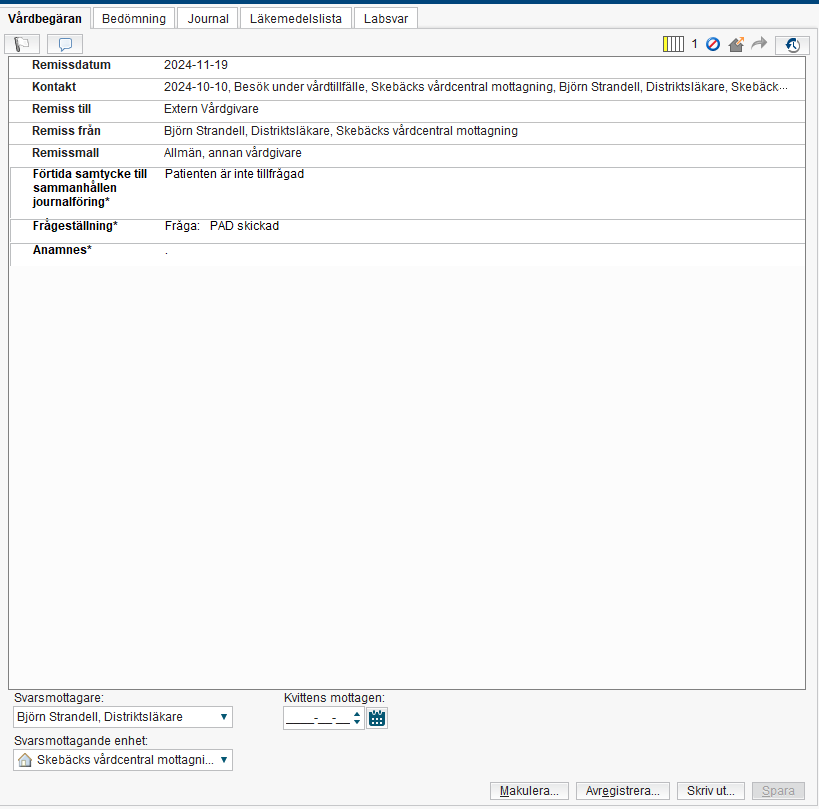 Vårdbegäran Bedömning Journal Läkemedelslista Labsvar
1
Remissdatum 2024-11-19
Kontakt 2024-10-10, Besök under vårdtillfälle, Skebäcks vårdcentral mottagning, Björn Strandell, Distriktsläkare, Skebäck...
Remiss till Extern Vårdgivare
Remiss från Björn Strandell, Distriktsläkare, Skebäcks vårdcentral mottagning
Remissmall Allmän, annan vårdgivare
Förtida samtycke till Patienten är inte tillfrågad
sammanhållen
journalföring*
Frågeställning* Fråga: PAD skickad
Anamnes* .
Svarsmottagare: Kvittens mottagen:
Björn Strandell, Distriktsläkare ____-__-__
Svarsmottagande enhet:
Skebäcks vårdcentral mottagni...
Makulera... Avregistrera... Skriv ut... Spara